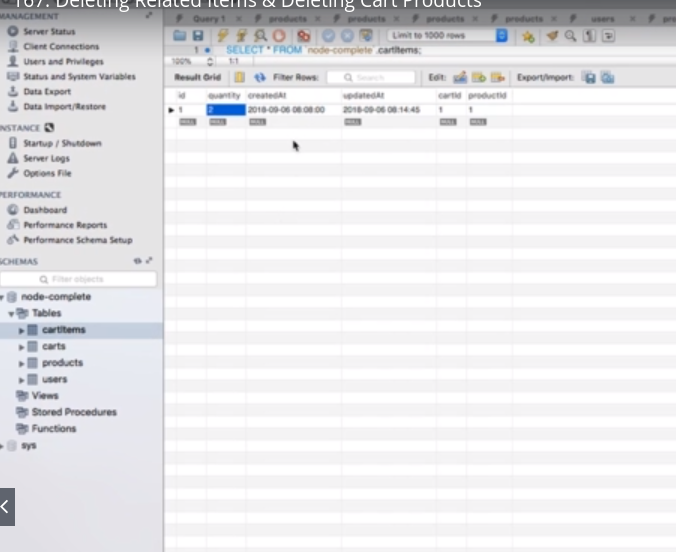 167. Deleting Related Items & Deleting Cart Products
MANAGEMENT
Server Status
Client Connections
Users and Privileges
Status and System Variables
Data Export
Data Import/Restore
INSTANCE
Startup / Shutdown
Server Logs
Options File
PERFORMANCE
Dashboard
Performance Reports
Performance Schema Setup
SCHEMAS
Filter objects
node-complete
Tables
cartItems
carts
products
users
Views
Stored Procedures
Functions
sys
Query 1 products products products products users
Limit to 1000 rows
1 SELECT * FROM `node-complete`.cartItems;
100% 1:1
Result Grid Filter Rows: Search Edit: Export/Import:
id quantity createdAt updatedAt cartId productId
1 2 2018-09-06 08:08:00 2018-09-06 08:14:45 1 1
NULL NULL NULL NULL NULL NULL